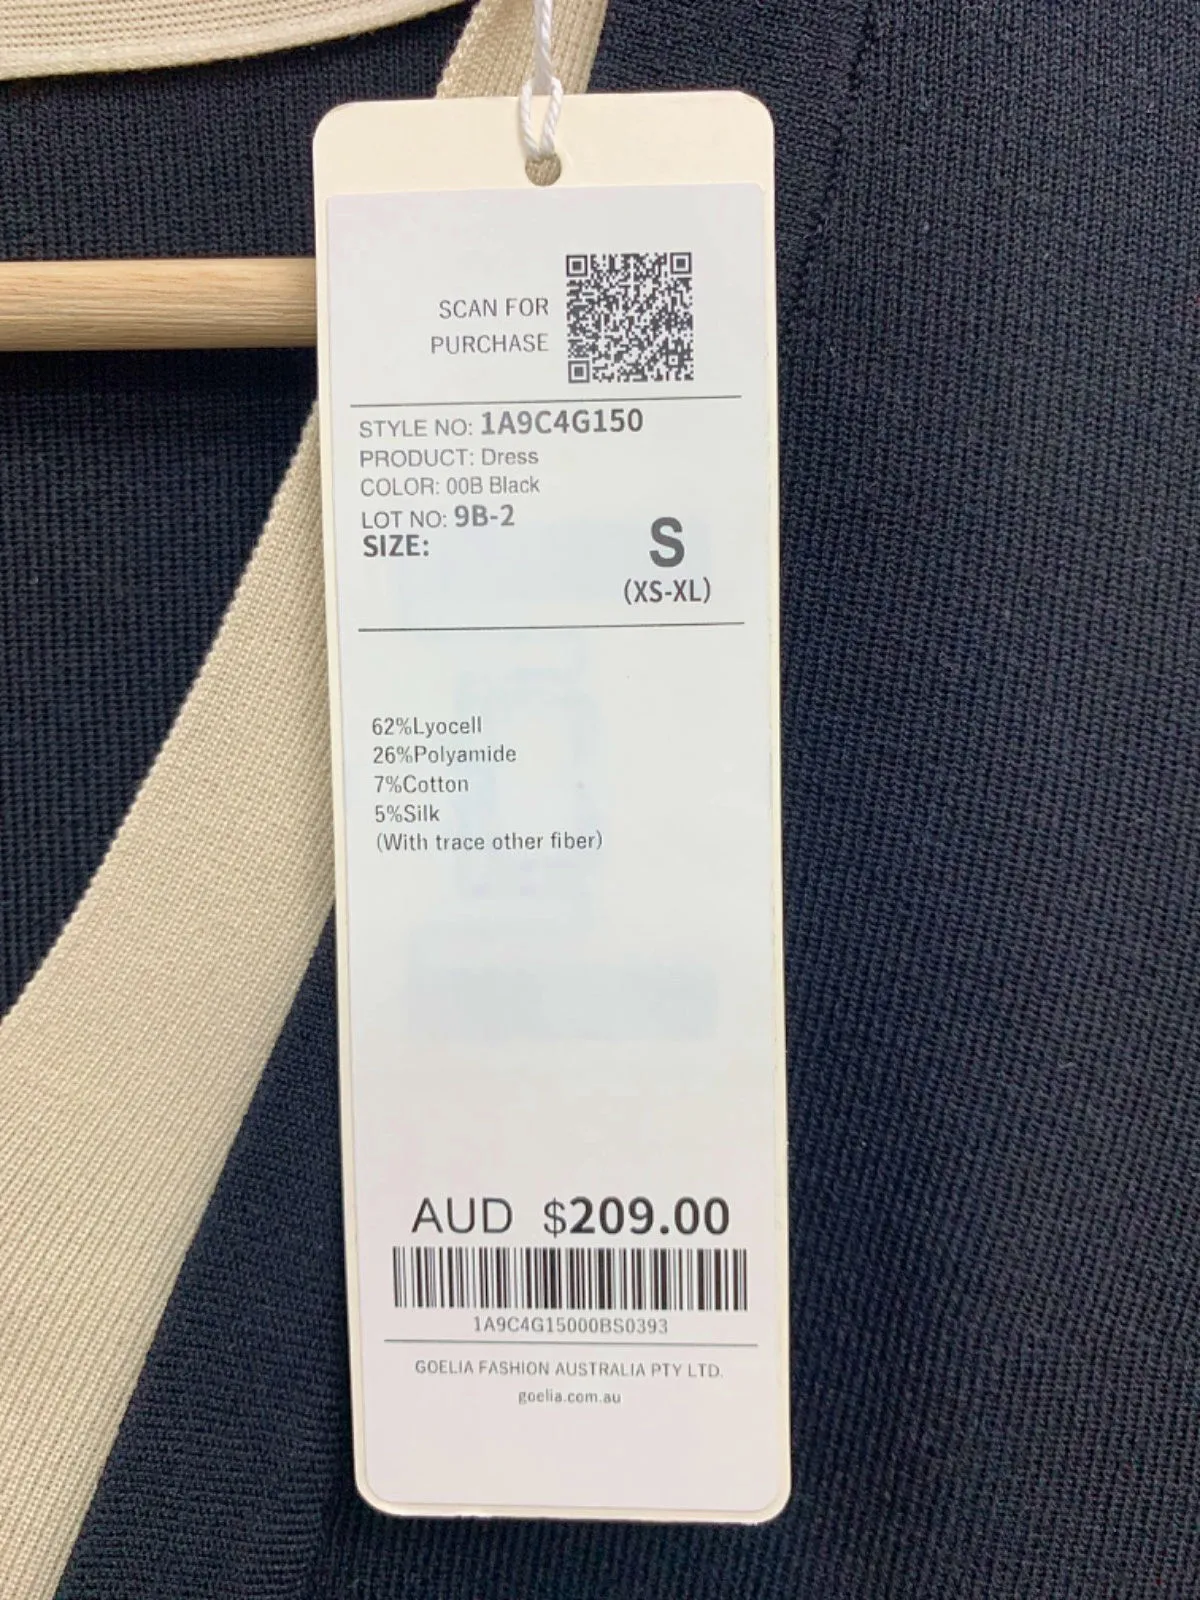 SCAN FOR
PURCHASE
STYLE NO: 1A9C4G150
PRODUCT: Dress
COLOR: 00B Black
LOT NO: 9B-2
SIZE:
S
(XS-XL)
62%Lyocell
26%Polyamide
7%Cotton
5%Silk
(With trace other fiber)
AUD $209.00
1A9C4G15000BS0393
GOELIA FASHION AUSTRALIA PTY LTD.
goelia.com.au